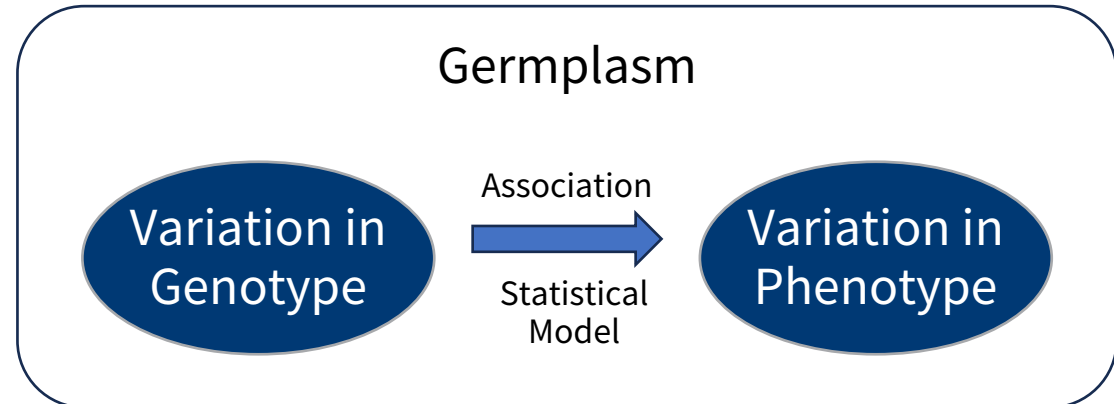 Germplasm
Variation in
Genotype
Association
Statistical
Model
Variation in
Phenotype